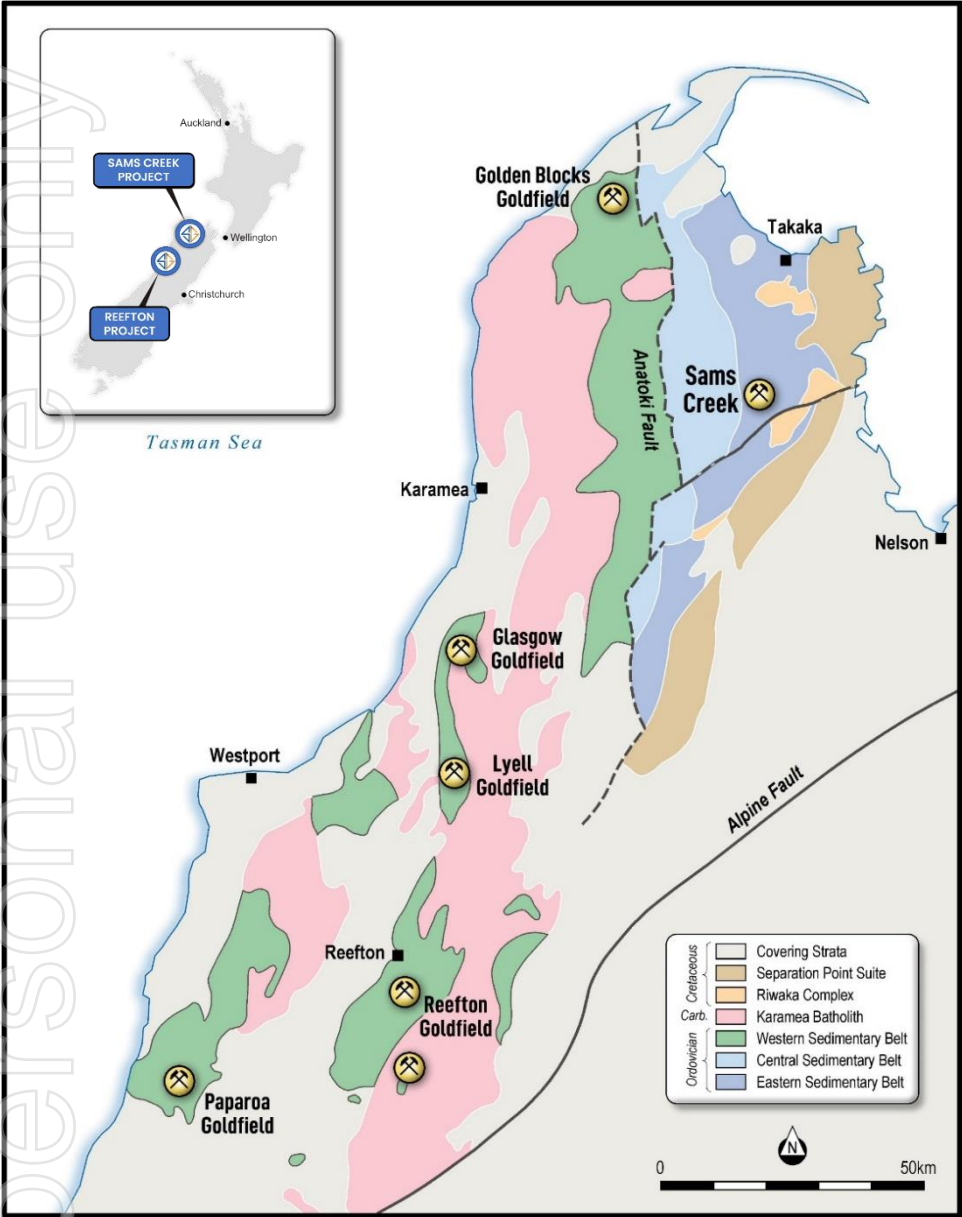 For personal use only
Auckland
SAMS CREEK
PROJECT
Wellington
Christchurch
REEFTON
PROJECT
Tasman Sea
Golden Blocks
Goldfield
Takaka
Anatoki Fault
Sams
Creek
Karamea
Nelson
Glasgow
Goldfield
Westport
Lyell
Goldfield
Alpine Fault
Reefton
Reefton
Goldfield
Paparoa
Goldfield
Cretaceous
Covering Strata
Separation Point Suite
Riwaka Complex
Carb.
Karamea Batholith
Ordovician
Western Sedimentary Belt
Central Sedimentary Belt
Eastern Sedimentary Belt
N
0
50km